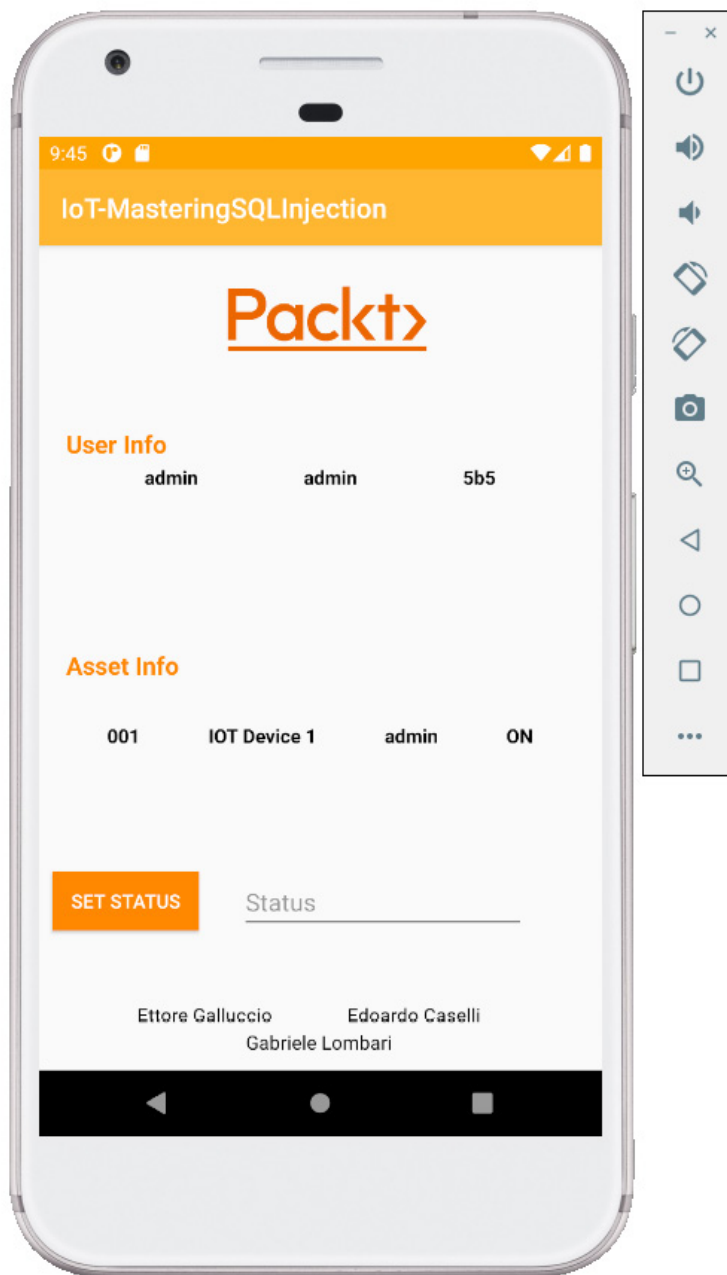 9:45
IoT-MasteringSQLInjection
Packt>
User Info
admin admin 5b5
Asset Info
001 IOT Device 1 admin ON
SET STATUS Status
Ettore Galluccio Edoardo Caselli
Gabriele Lombari